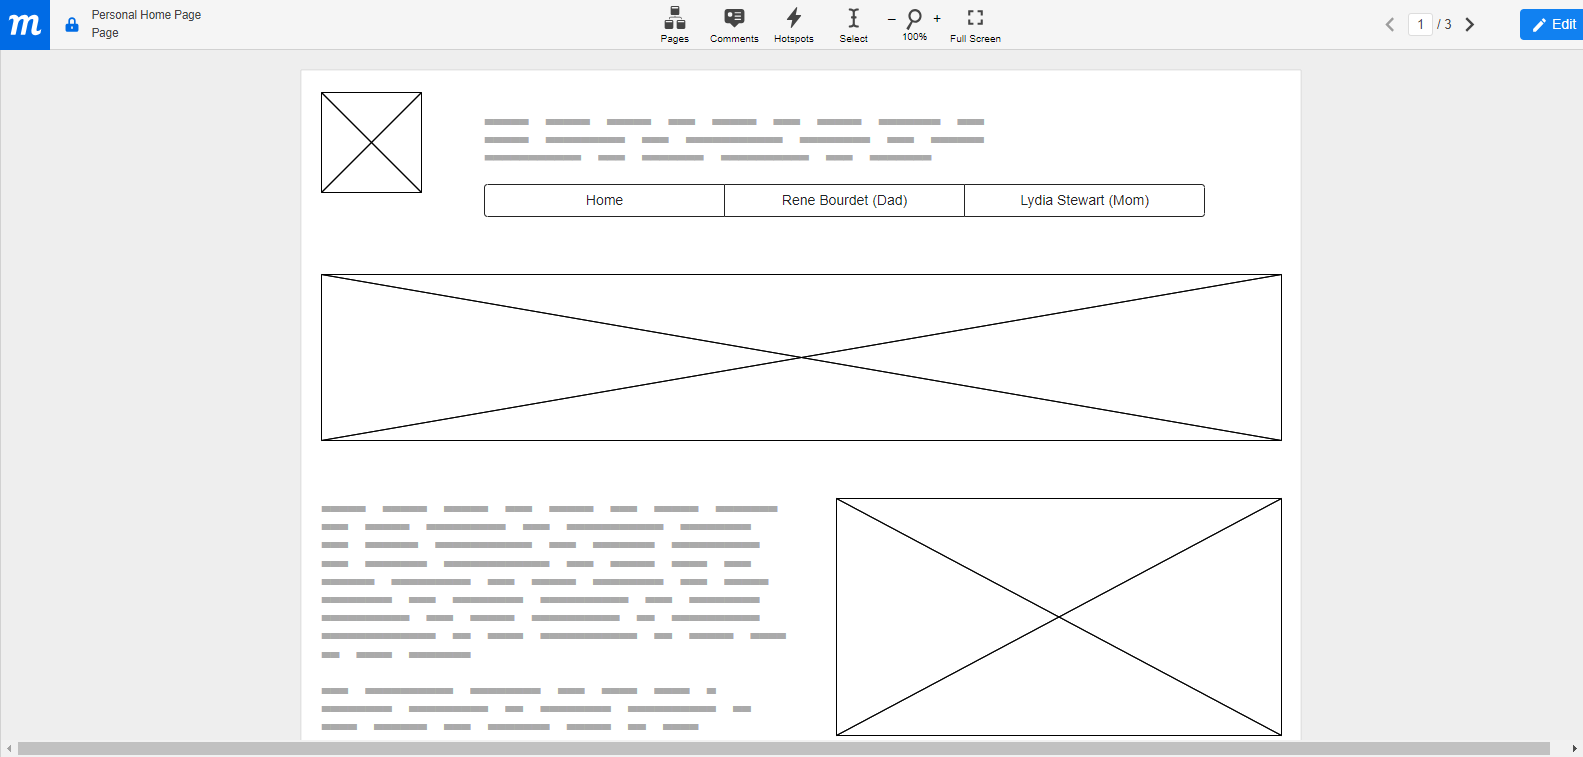 m
Personal Home Page
Page
Pages
Comments
Hotspots
Select
– 100% +
Full Screen
1 / 3
Edit
Home
Rene Bourdet (Dad)
Lydia Stewart (Mom)